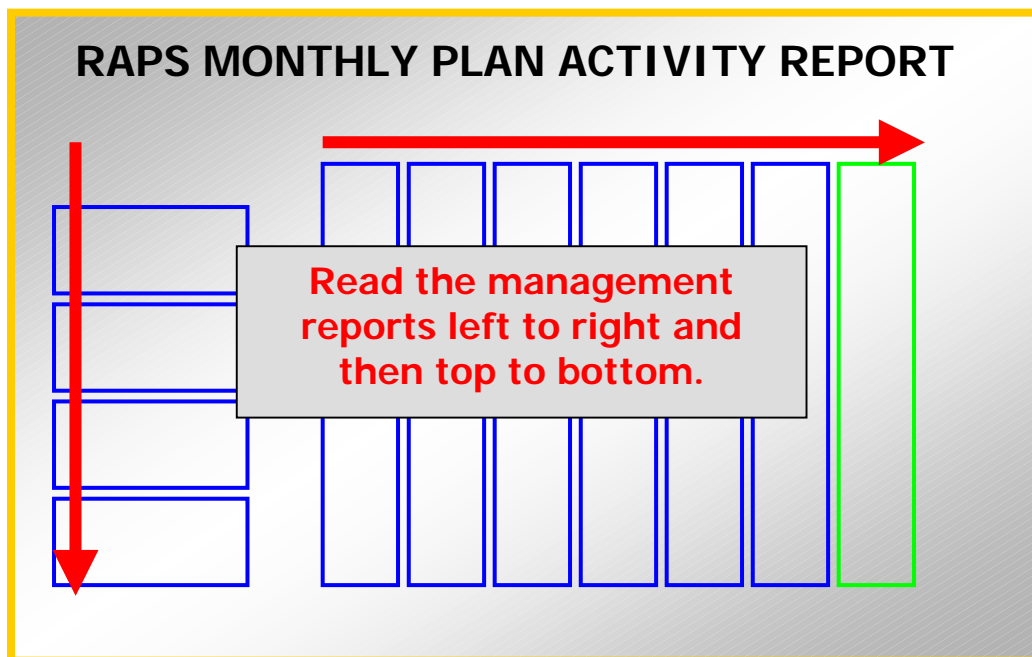 RAPS MONTHLY PLAN ACTIVITY REPORT
Read the management
reports left to right and
then top to bottom.